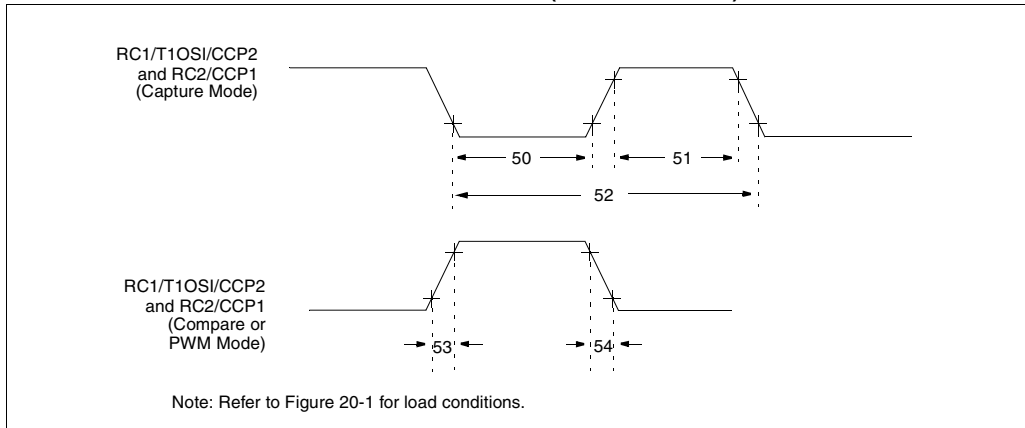 RC1/T1OSI/CCP2
and RC2/CCP1
(Capture Mode)
50
51
52
RC1/T1OSI/CCP2
and RC2/CCP1
(Compare or
PWM Mode)
53
54
Note: Refer to Figure 20-1 for load conditions.